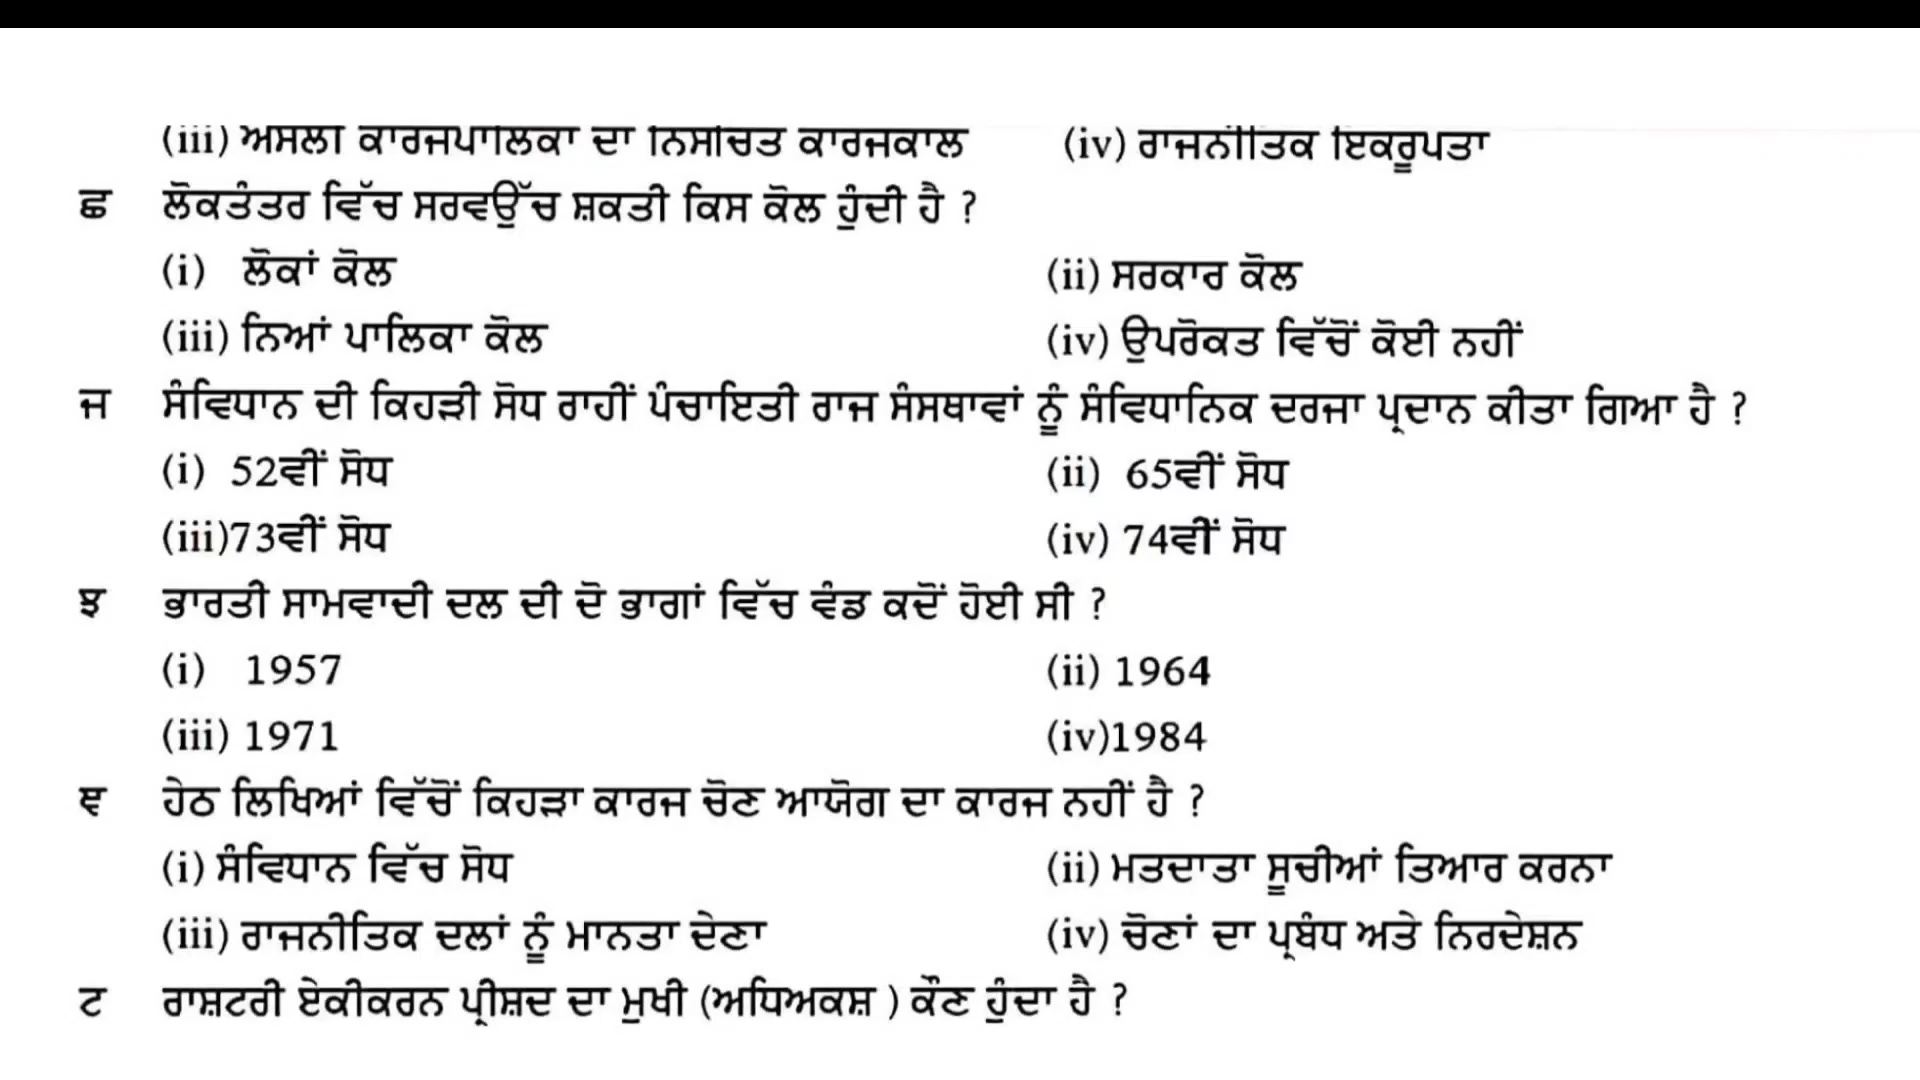 (iii) ਅਸਲੀ ਕਾਰਜਪਾਲਿਕਾ ਦਾ ਨਿਸਚਿਤ ਕਾਰਜਕਾਲ (iv) ਰਾਜਨੀਤਿਕ ਇਕਰੂਪਤਾ
ਛ ਲੋਕਤੰਤਰ ਵਿੱਚ ਸਰਵਉੱਚ ਸ਼ਕਤੀ ਕਿਸ ਕੋਲ ਹੁੰਦੀ ਹੈ ?
(i) ਲੋਕਾਂ ਕੋਲ (ii) ਸਰਕਾਰ ਕੋਲ
(iii) ਨਿਆਂ ਪਾਲਿਕਾ ਕੋਲ (iv) ਉਪਰੋਕਤ ਵਿੱਚੋਂ ਕੋਈ ਨਹੀਂ
ਜ ਸੰਵਿਧਾਨ ਦੀ ਕਿਹੜੀ ਸੋਧ ਰਾਹੀਂ ਪੰਚਾਇਤੀ ਰਾਜ ਸੰਸਥਾਵਾਂ ਨੂੰ ਸੰਵਿਧਾਨਿਕ ਦਰਜਾ ਪ੍ਰਦਾਨ ਕੀਤਾ ਗਿਆ ਹੈ ?
(i) 52ਵੀਂ ਸੋਧ (ii) 65ਵੀਂ ਸੋਧ
(iii)73ਵੀਂ ਸੋਧ (iv) 74ਵੀਂ ਸੋਧ
ਝ ਭਾਰਤੀ ਸਾਮਵਾਦੀ ਦਲ ਦੀ ਦੋ ਭਾਗਾਂ ਵਿੱਚ ਵੰਡ ਕਦੋਂ ਹੋਈ ਸੀ ?
(i) 1957 (ii) 1964
(iii) 1971 (iv)1984
ਞ ਹੇਠ ਲਿਖਿਆਂ ਵਿੱਚੋਂ ਕਿਹੜਾ ਕਾਰਜ ਚੋਣ ਆਯੋਗ ਦਾ ਕਾਰਜ ਨਹੀਂ ਹੈ ?
(i) ਸੰਵਿਧਾਨ ਵਿੱਚ ਸੋਧ (ii) ਮਤਦਾਤਾ ਸੂਚੀਆਂ ਤਿਆਰ ਕਰਨਾ
(iii) ਰਾਜਨੀਤਿਕ ਦਲਾਂ ਨੂੰ ਮਾਨਤਾ ਦੇਣਾ (iv) ਚੋਣਾਂ ਦਾ ਪ੍ਰਬੰਧ ਅਤੇ ਨਿਰਦੇਸ਼ਨ
ਟ ਰਾਸ਼ਟਰੀ ਏਕੀਕਰਨ ਪ੍ਰੀਸ਼ਦ ਦਾ ਮੁਖੀ (ਅਧਿਅਕਸ਼ ) ਕੌਣ ਹੁੰਦਾ ਹੈ ?